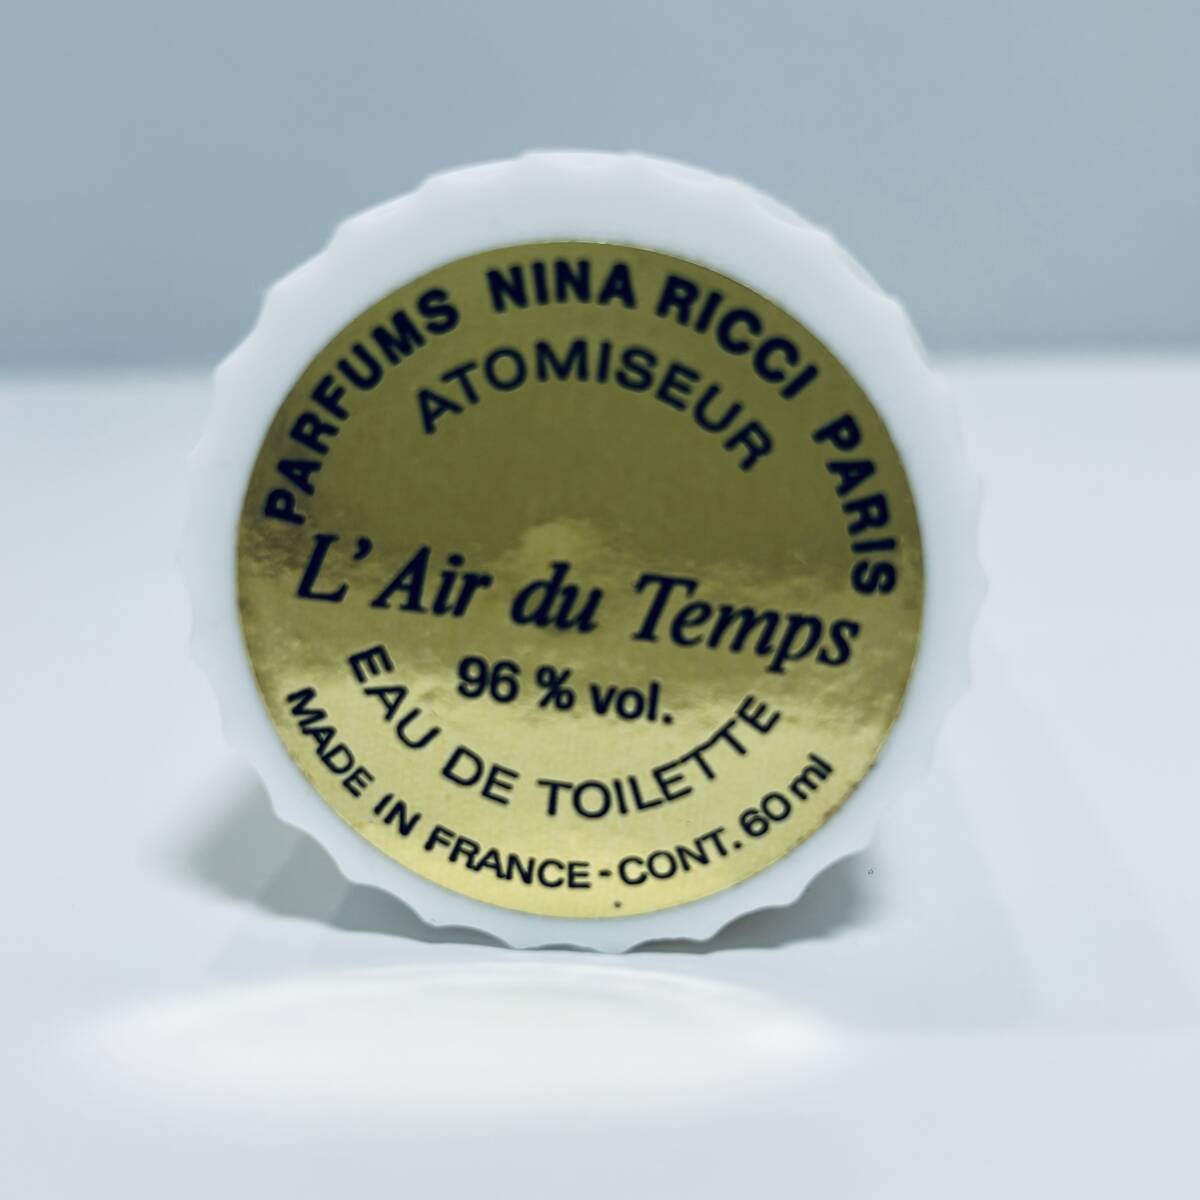 PARFUMS NINA RICCI PARIS
ATOMISEUR
L' Air du Temps
96 % vol.
EAU DE TOILETTE
MADE IN FRANCE - CONT. 60 ml